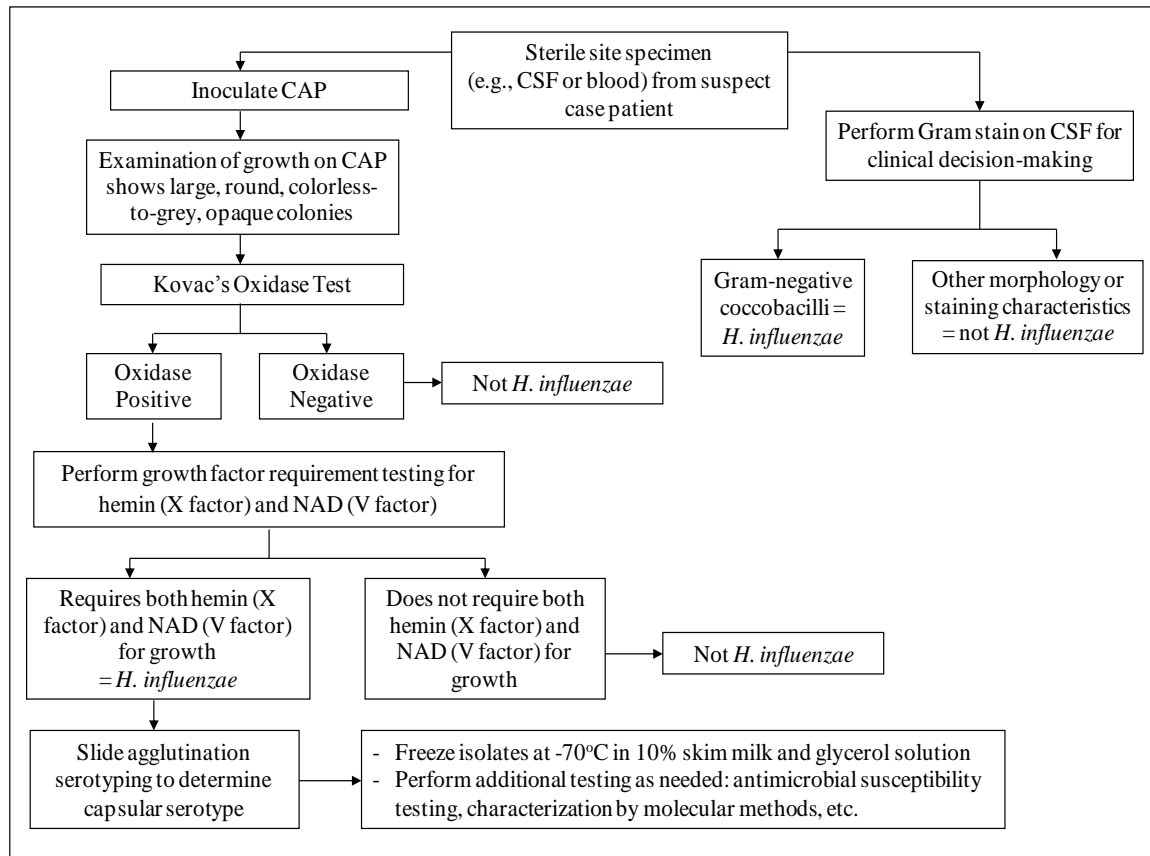 Sterile site specimen
(e.g., CSF or blood) from suspect
case patient
Inoculate CAP
Perform Gram stain on CSF for
clinical decision-making
Examination of growth on CAP
shows large, round, colorless-
to-grey, opaque colonies
Kovac's Oxidase Test
Gram-negative
coccobacilli =
H. influenzae
Other morphology or
staining characteristics
= not H. influenzae
Oxidase
Positive
Oxidase
Negative
Not H. influenzae
Perform growth factor requirement testing for
hemin (X factor) and NAD (V factor)
Requires both hemin (X
factor) and NAD (V factor)
for growth
= H. influenzae
Does not require both
hemin (X factor) and
NAD (V factor) for
growth
Not H. influenzae
Slide agglutination
serotyping to determine
capsular serotype
- Freeze isolates at -70°C in 10% skim milk and glycerol solution
- Perform additional testing as needed: antimicrobial susceptibility
testing, characterization by molecular methods, etc.